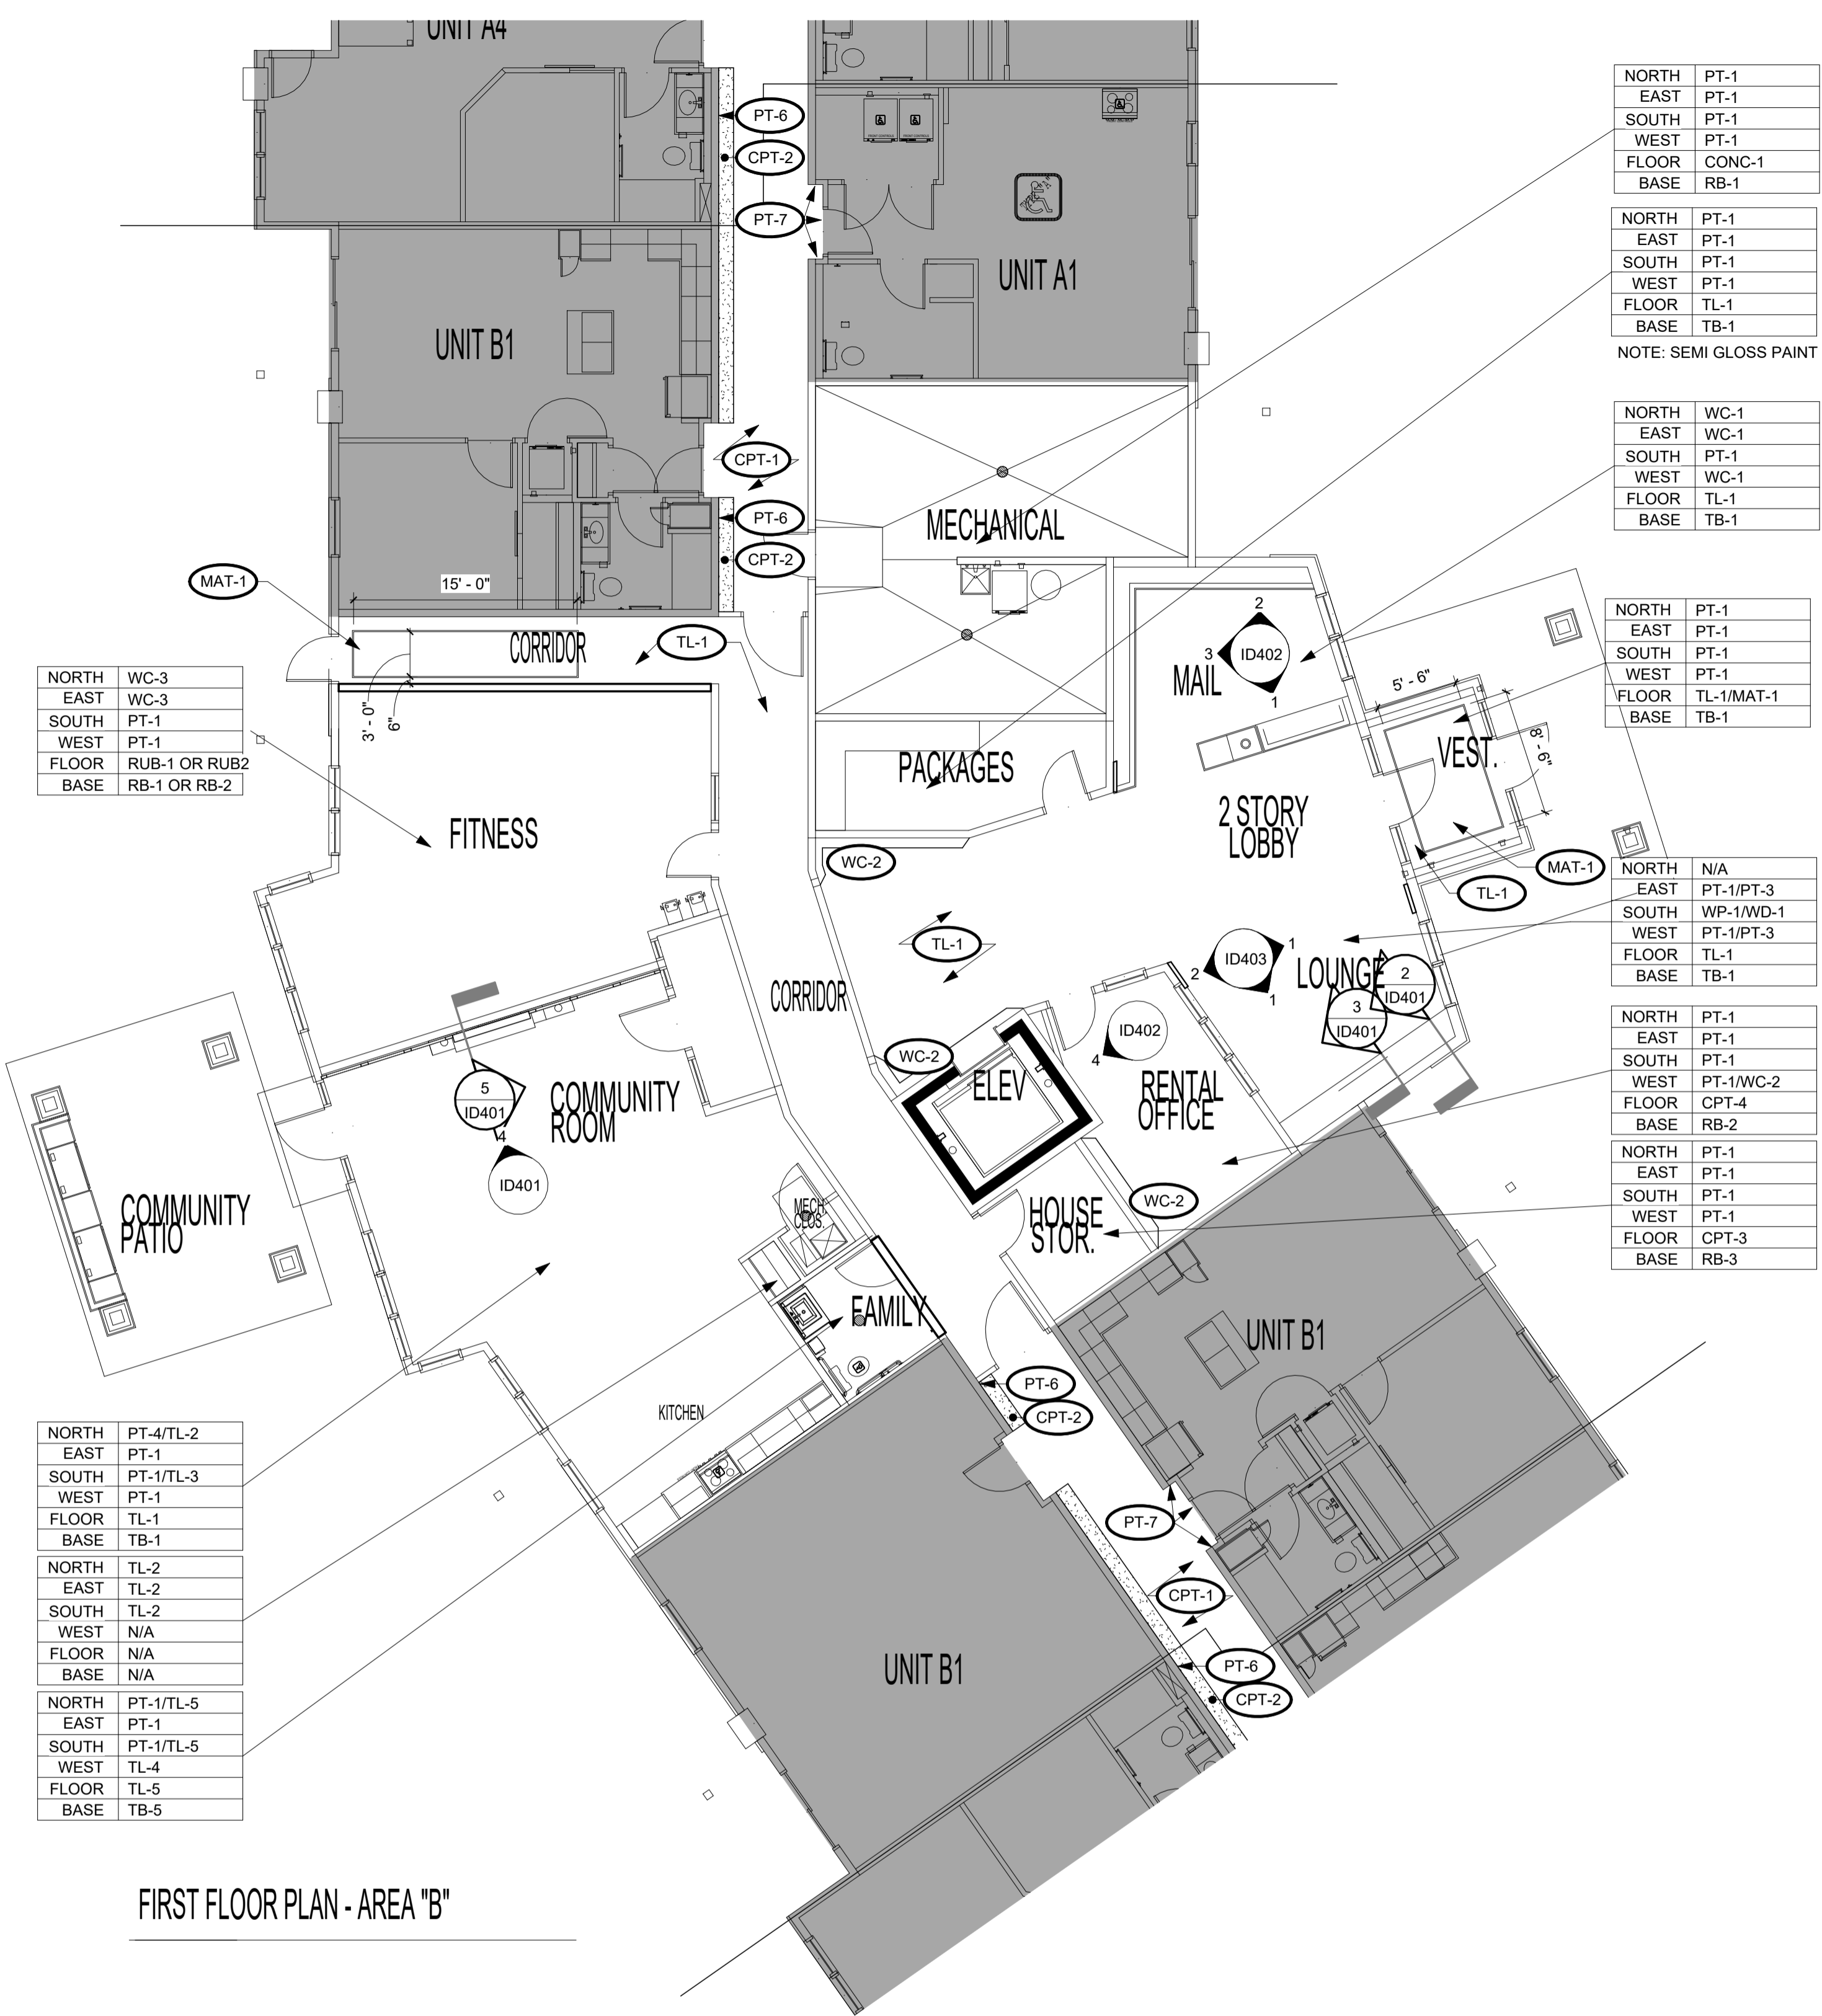 UNIT A4
PT-6
CPT-2
PT-7
UNIT A1
UNIT B1
CPT-1
PT-6
CPT-2
MECHANICAL
MAT-1
15' - 0"
CORRIDOR
TL-1
3' - 0"
6"
2
3
ID402
1
MAIL
5' - 6"
8' - 6"
VEST.
PACKAGES
2 STORY
LOBBY
FITNESS
WC-2
MAT-1
TL-1
TL-1
1
ID403
2
1
LOUNGE
2
ID401
3
ID401
CORRIDOR
WC-2
ID402
4
ELEV
RENTAL
OFFICE
5
ID401
4
ID401
COMMUNITY
ROOM
COMMUNITY
PATIO
MECH.
CLOS.
HOUSE
STOR.
WC-2
FAMILY
UNIT B1
KITCHEN
PT-6
CPT-2
PT-7
CPT-1
PT-6
CPT-2
UNIT B1
NORTH PT-1
EAST PT-1
SOUTH PT-1
WEST PT-1
FLOOR CONC-1
BASE RB-1
NORTH PT-1
EAST PT-1
SOUTH PT-1
WEST PT-1
FLOOR TL-1
BASE TB-1
NOTE: SEMI GLOSS PAINT
NORTH WC-1
EAST WC-1
SOUTH PT-1
WEST WC-1
FLOOR TL-1
BASE TB-1
NORTH PT-1
EAST PT-1
SOUTH PT-1
WEST PT-1
FLOOR TL-1/MAT-1
BASE TB-1
NORTH N/A
EAST PT-1/PT-3
SOUTH WP-1/WD-1
WEST PT-1/PT-3
FLOOR TL-1
BASE TB-1
NORTH PT-1
EAST PT-1
SOUTH PT-1
WEST PT-1/WC-2
FLOOR CPT-4
BASE RB-2
NORTH PT-1
EAST PT-1
SOUTH PT-1
WEST PT-1
FLOOR CPT-3
BASE RB-3
NORTH WC-3
EAST WC-3
SOUTH PT-1
WEST PT-1
FLOOR RUB-1 OR RUB2
BASE RB-1 OR RB-2
NORTH PT-4/TL-2
EAST PT-1
SOUTH PT-1/TL-3
WEST PT-1
FLOOR TL-1
BASE TB-1
NORTH TL-2
EAST TL-2
SOUTH TL-2
WEST N/A
FLOOR N/A
BASE N/A
NORTH PT-1/TL-5
EAST PT-1
SOUTH PT-1/TL-5
WEST TL-4
FLOOR TL-5
BASE TB-5
FIRST FLOOR PLAN - AREA "B"